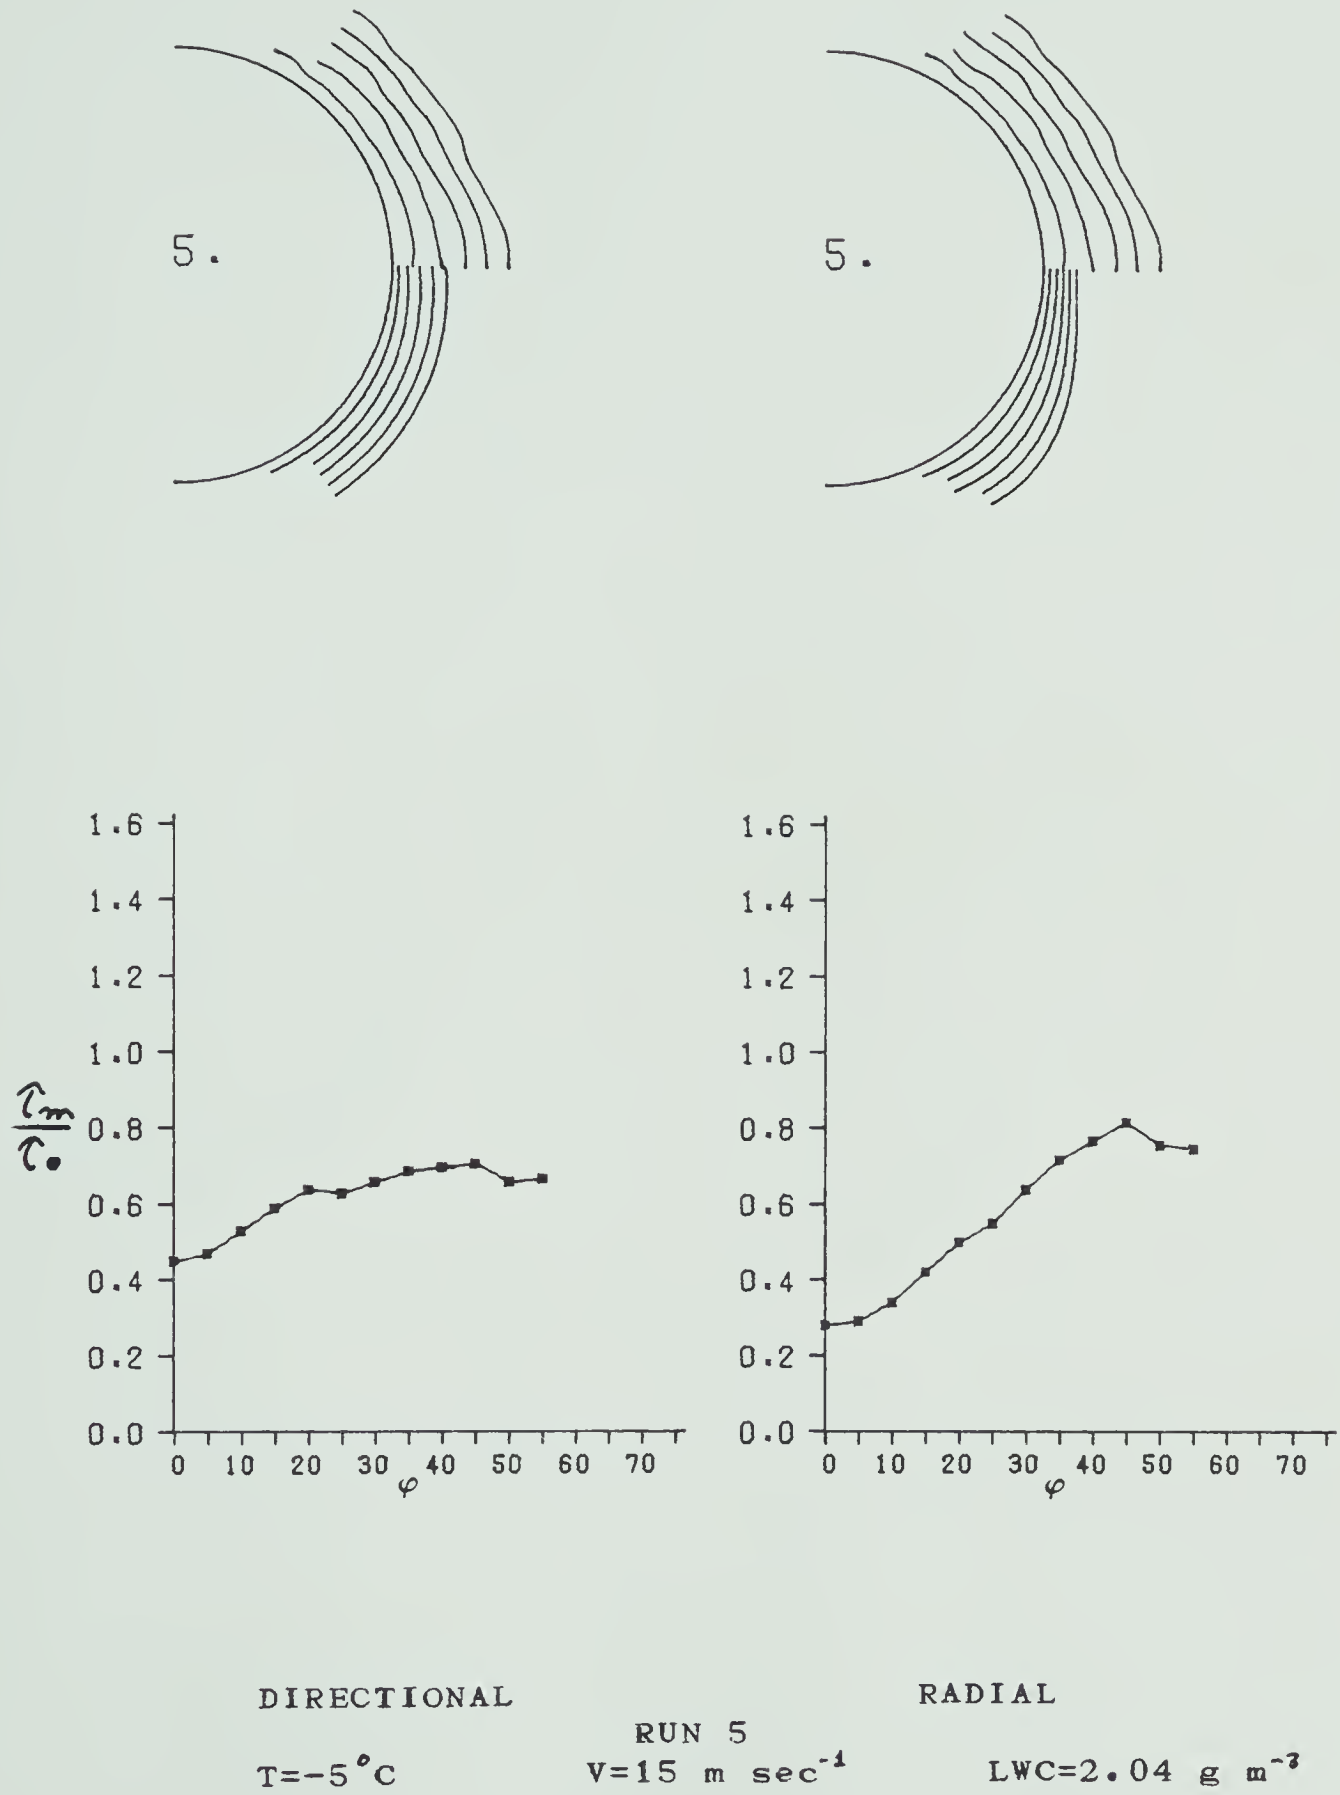 5. 5.
1.6 1.6
1.4 1.4
1.2 1.2
1.0 1.0
τm
τo
0.8 0.8
0.6 0.6
0.4 0.4
0.2 0.2
0.0 0.0
0 10 20 30 40 50 60 70 0 10 20 30 40 50 60 70
φ φ
DIRECTIONAL RADIAL
RUN 5
T=-5°C V=15 m sec⁻¹ LWC=2.04 g m⁻³